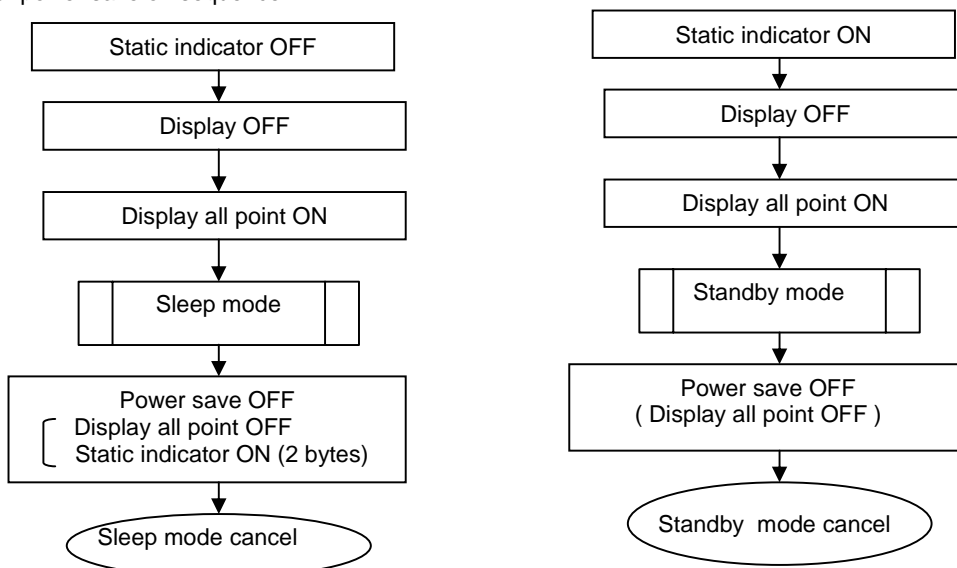 Static indicator OFF
Display OFF
Display all point ON
Sleep mode
Power save OFF
Display all point OFF
Static indicator ON (2 bytes)
Sleep mode cancel
Static indicator ON
Display OFF
Display all point ON
Standby mode
Power save OFF
( Display all point OFF )
Standby mode cancel